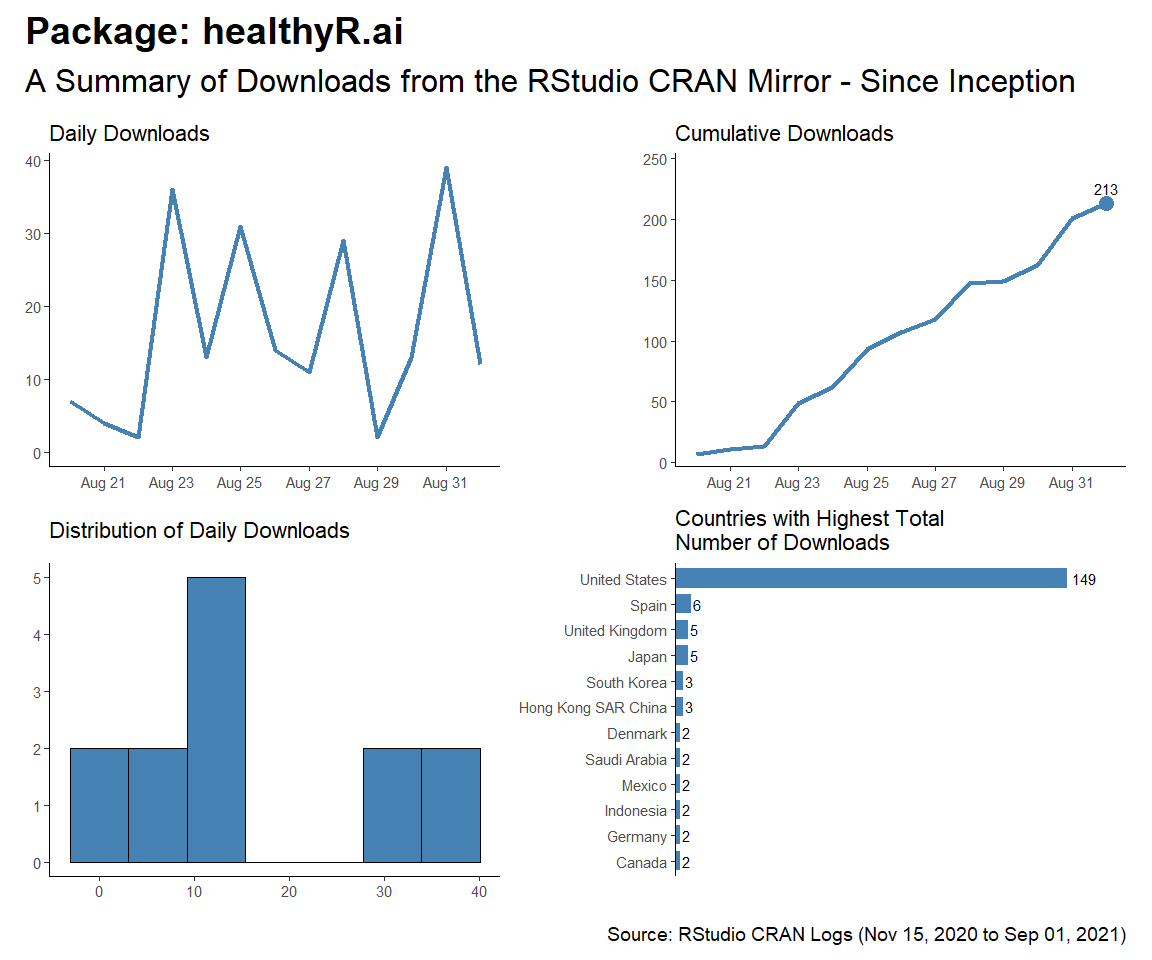 Package: healthyR.ai
A Summary of Downloads from the RStudio CRAN Mirror - Since Inception
Daily Downloads
40
30
20
10
0
Aug 21 Aug 23 Aug 25 Aug 27 Aug 29 Aug 31
Cumulative Downloads
250
200
150
100
50
0
213
Aug 21 Aug 23 Aug 25 Aug 27 Aug 29 Aug 31
Distribution of Daily Downloads
5
4
3
2
1
0
0 10 20 30 40
Countries with Highest Total
Number of Downloads
United States 149
Spain 6
United Kingdom 5
Japan 5
South Korea 3
Hong Kong SAR China 3
Denmark 2
Saudi Arabia 2
Mexico 2
Indonesia 2
Germany 2
Canada 2
Source: RStudio CRAN Logs (Nov 15, 2020 to Sep 01, 2021)